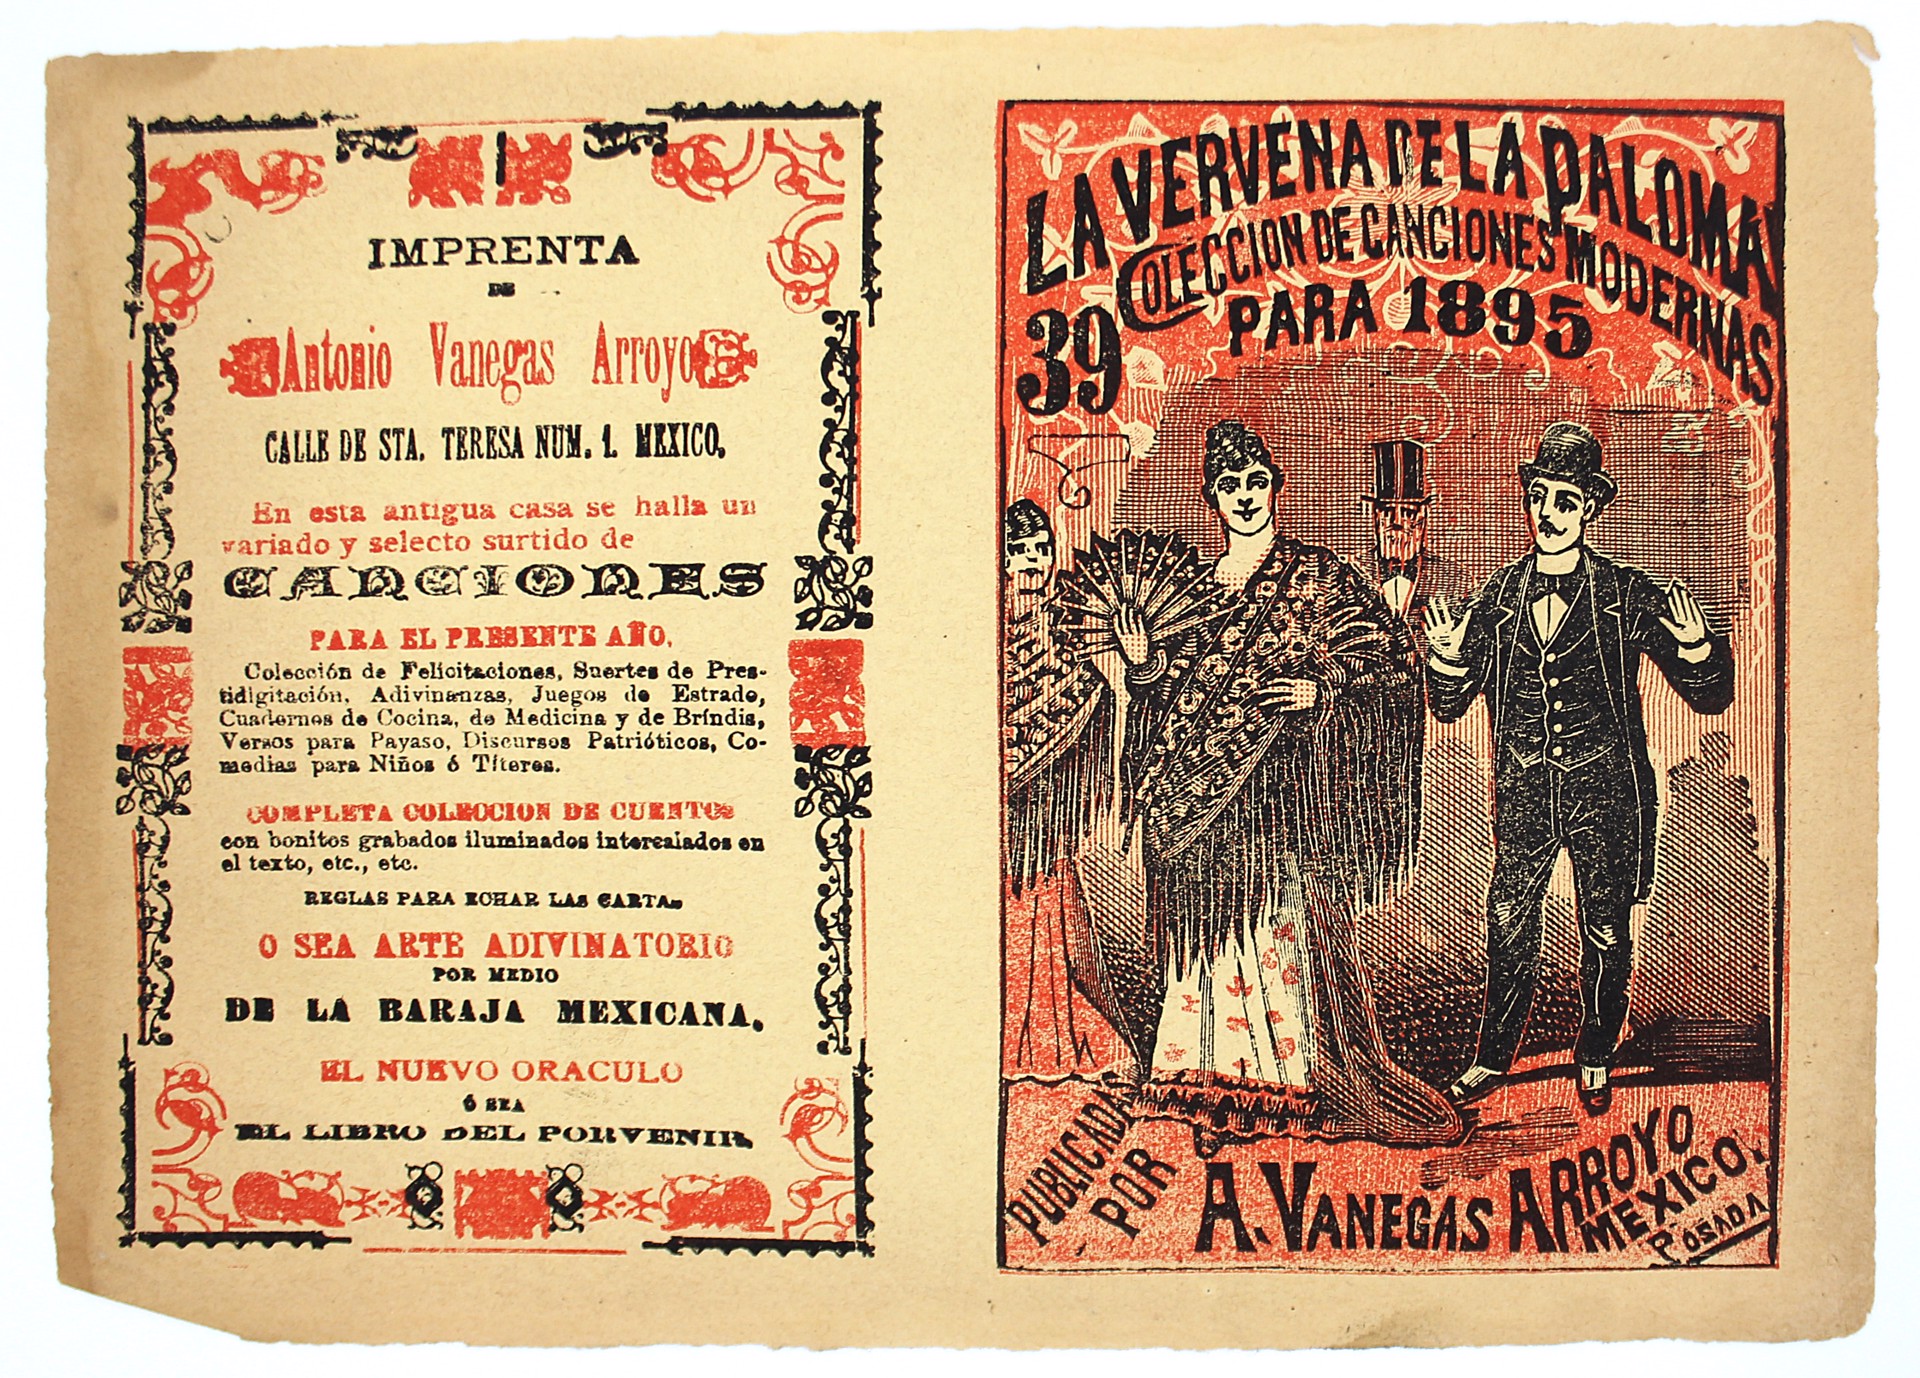 IMPRENTA
DE
Antonio Vanegas Arroyo
CALLE DE STA. TERESA NUM. 1. MEXICO.
En esta antigua casa se halla un
variado y selecto surtido de
CANCIONES
PARA EL PRESENTE AÑO.
Colección de Felicitaciones, Suertes de Pres-
tidigitación, Adivinanzas, Juegos de Estrado,
Cuadernos de Cocina, de Medicina y de Bríndis,
Versos para Payaso, Discursos Patrióticos, Co-
medias para Niños ó Títeres.
COMPLETA COLECCION DE CUENTOS
con bonitos grabados iluminados intercalados en
el texto, etc., etc.
REGLAS PARA ECHAR LAS CARTAS
O SEA ARTE ADIVINATORIO
POR MEDIO
DE LA BARAJA MEXICANA.
EL NUEVO ORACULO
ó SEA
EL LIBRO DEL PORVENIR.
LA VERVENA DE LA PALOMA
COLECCION DE CANCIONES MODERNAS
PARA 1895
39
PUBLICADAS
POR
A. VANEGAS ARROYO
MEXICO.
POSADA